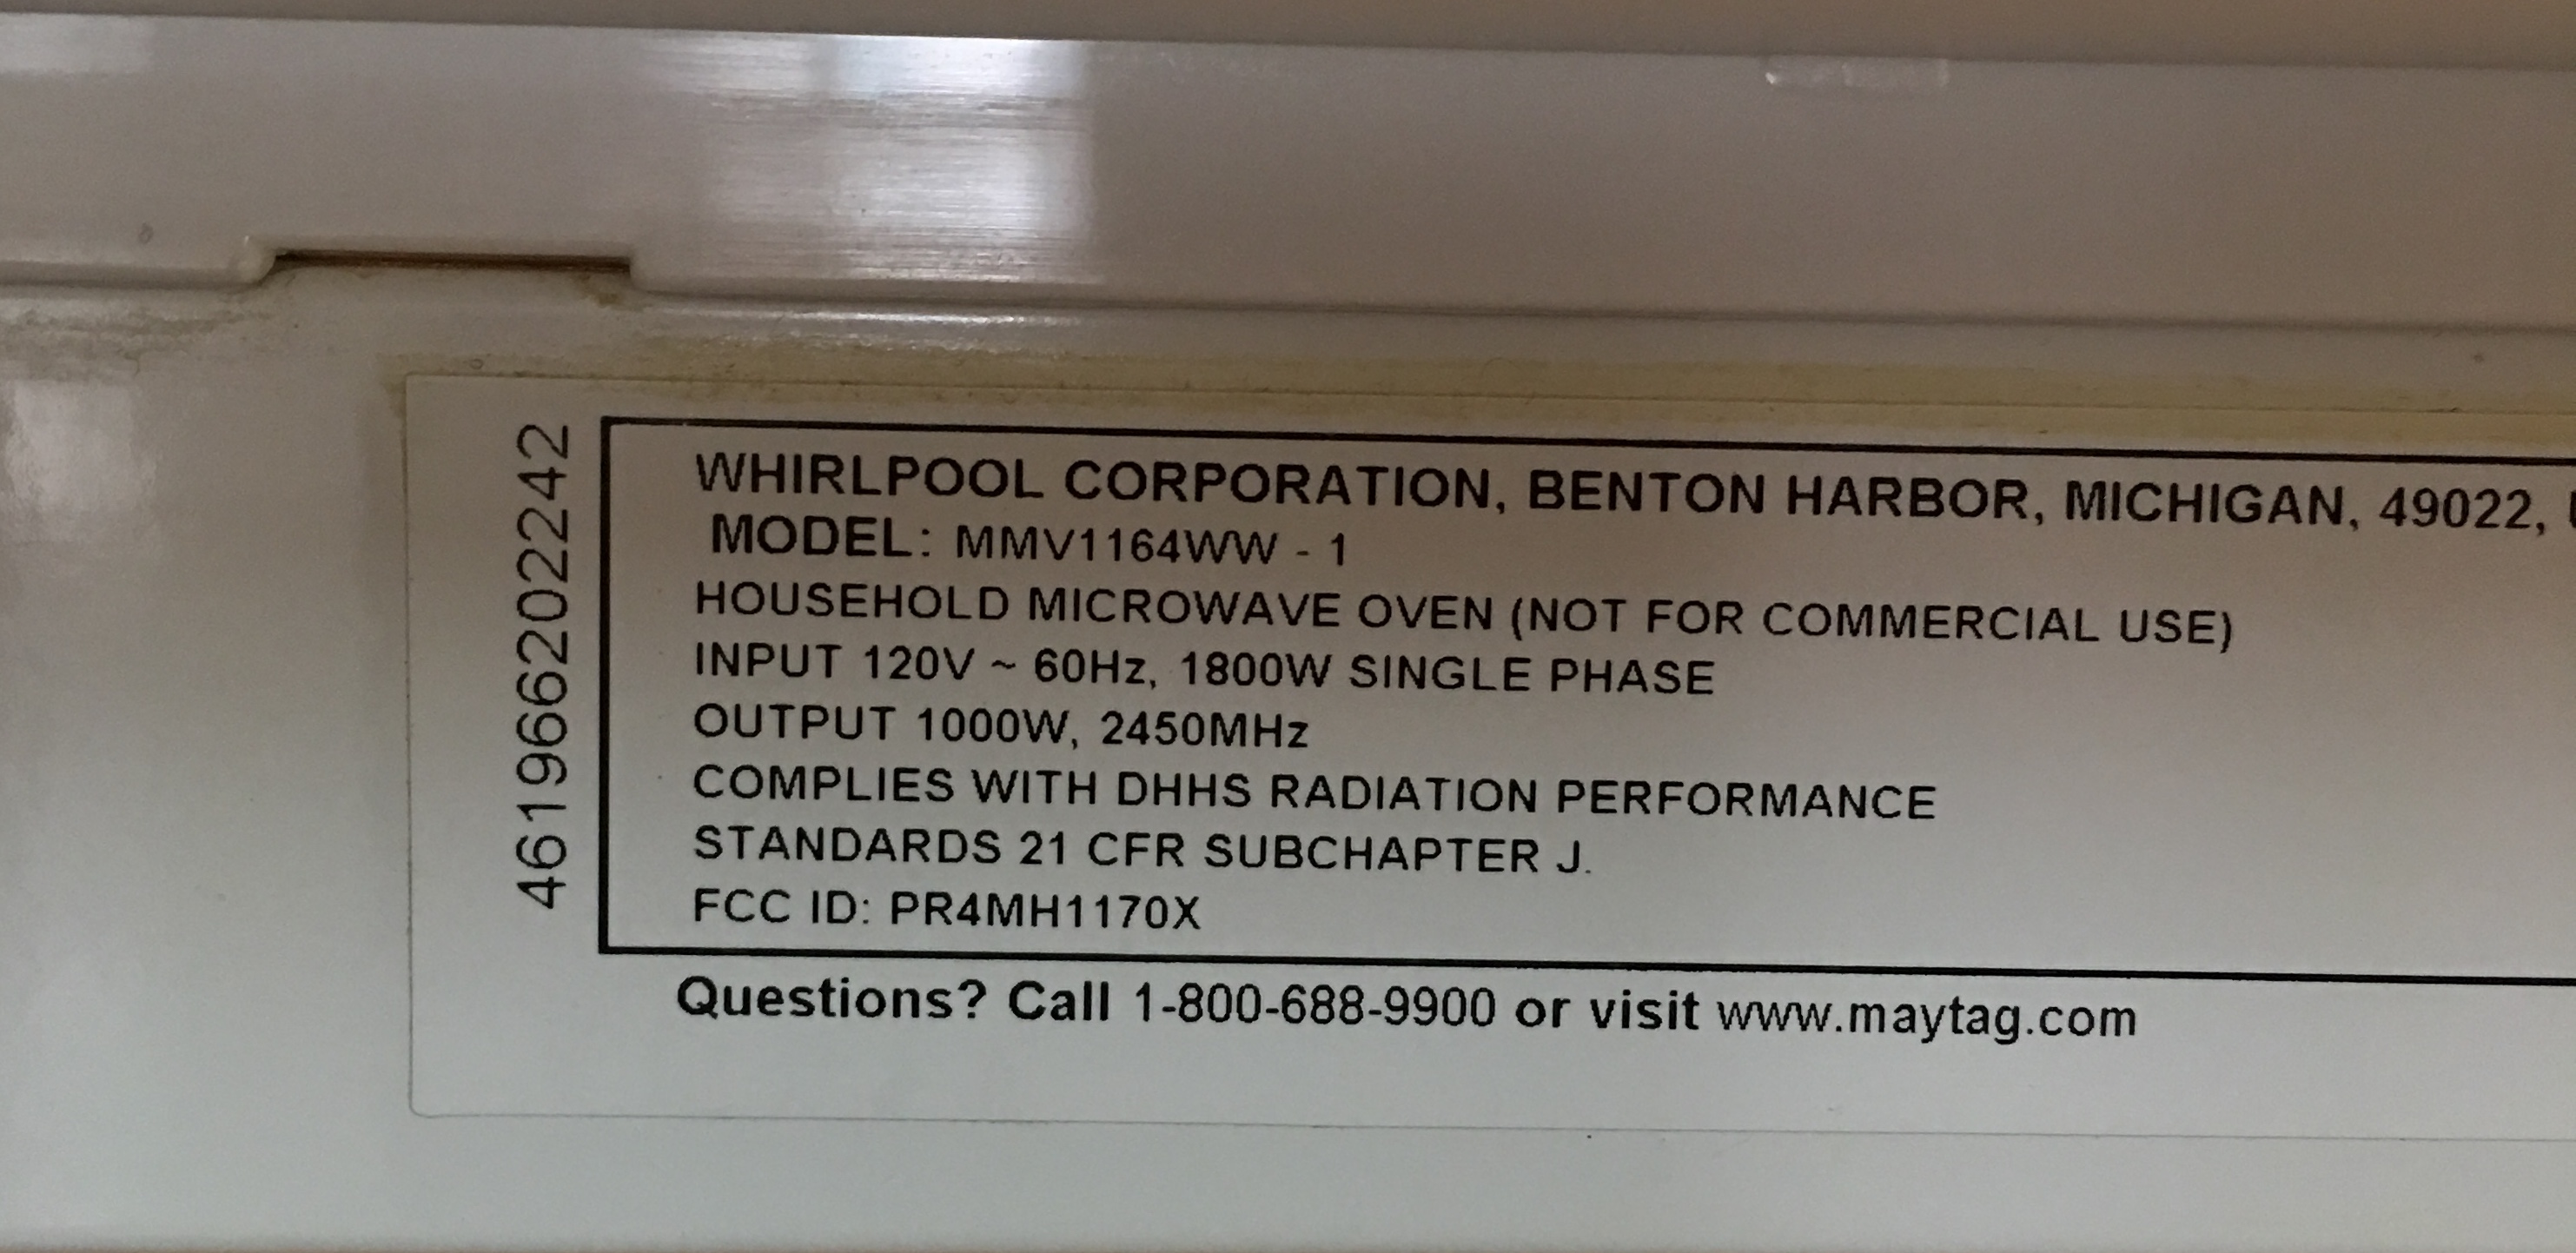 461966202242
WHIRLPOOL CORPORATION, BENTON HARBOR, MICHIGAN, 49022,
MODEL: MMV1164WW - 1
HOUSEHOLD MICROWAVE OVEN (NOT FOR COMMERCIAL USE)
INPUT 120V ~ 60Hz, 1800W SINGLE PHASE
OUTPUT 1000W, 2450MHz
COMPLIES WITH DHHS RADIATION PERFORMANCE
STANDARDS 21 CFR SUBCHAPTER J.
FCC ID: PR4MH1170X
Questions? Call 1-800-688-9900 or visit www.maytag.com